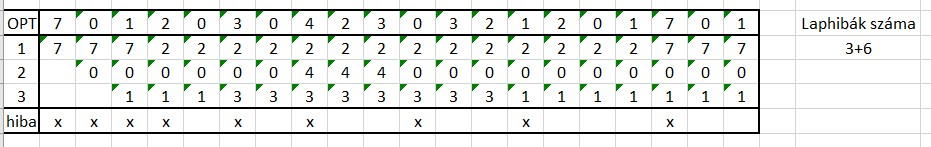 OPT 7 0 1 2 0 3 0 4 2 3 0 3 2 1 2 0 1 7 0 1 Laphibák száma
1 7 7 7 2 2 2 2 2 2 2 2 2 2 2 2 2 2 7 7 7 3+6
2 0 0 0 0 0 0 4 4 4 0 0 0 0 0 0 0 0 0 0
3 1 1 1 3 3 3 3 3 3 3 3 1 1 1 1 1 1 1
hiba x x x x x x x x x